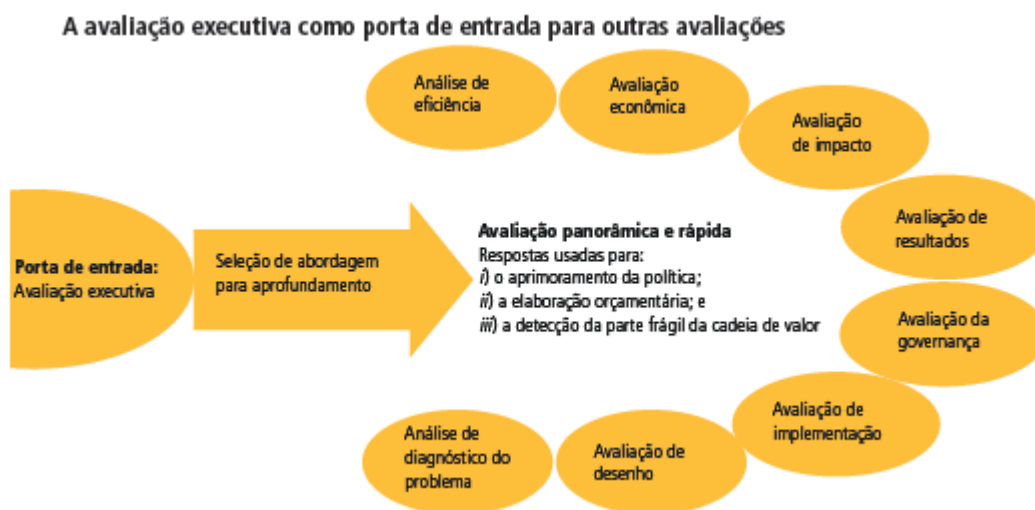 A avaliação executiva como porta de entrada para outras avaliações
Análise de
eficiência
Avaliação
econômica
Avaliação
de impacto
Avaliação de
resultados
Porta de entrada:
Avaliação executiva
Seleção de abordagem
para aprofundamento
Avaliação panorâmica e rápida
Respostas usadas para:
i) o aprimoramento da política;
ii) a elaboração orçamentária; e
iii) a detecção da parte frágil da cadeia de valor
Avaliação da
governança
Avaliação de
implementação
Análise de
diagnóstico do
problema
Avaliação de
desenho